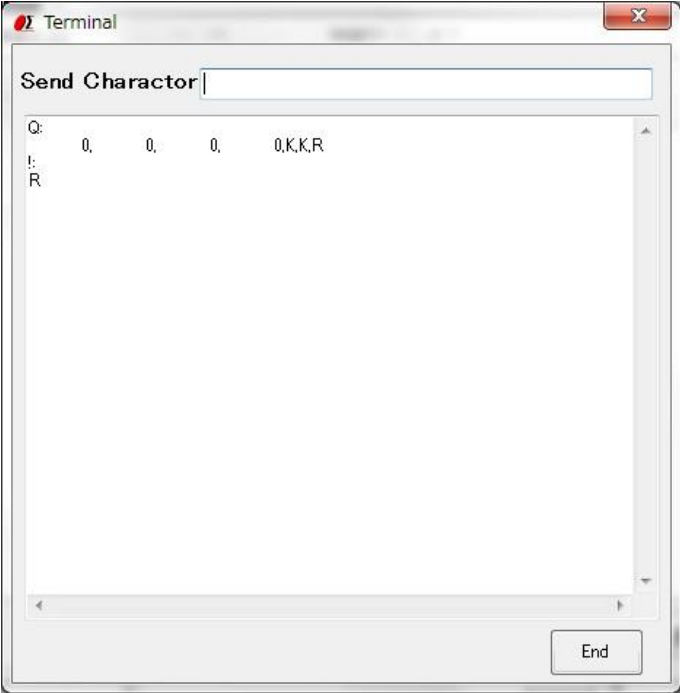 Terminal
Send Charactor
Q:
0, 0, 0, 0,K,K,R
!:
R
End